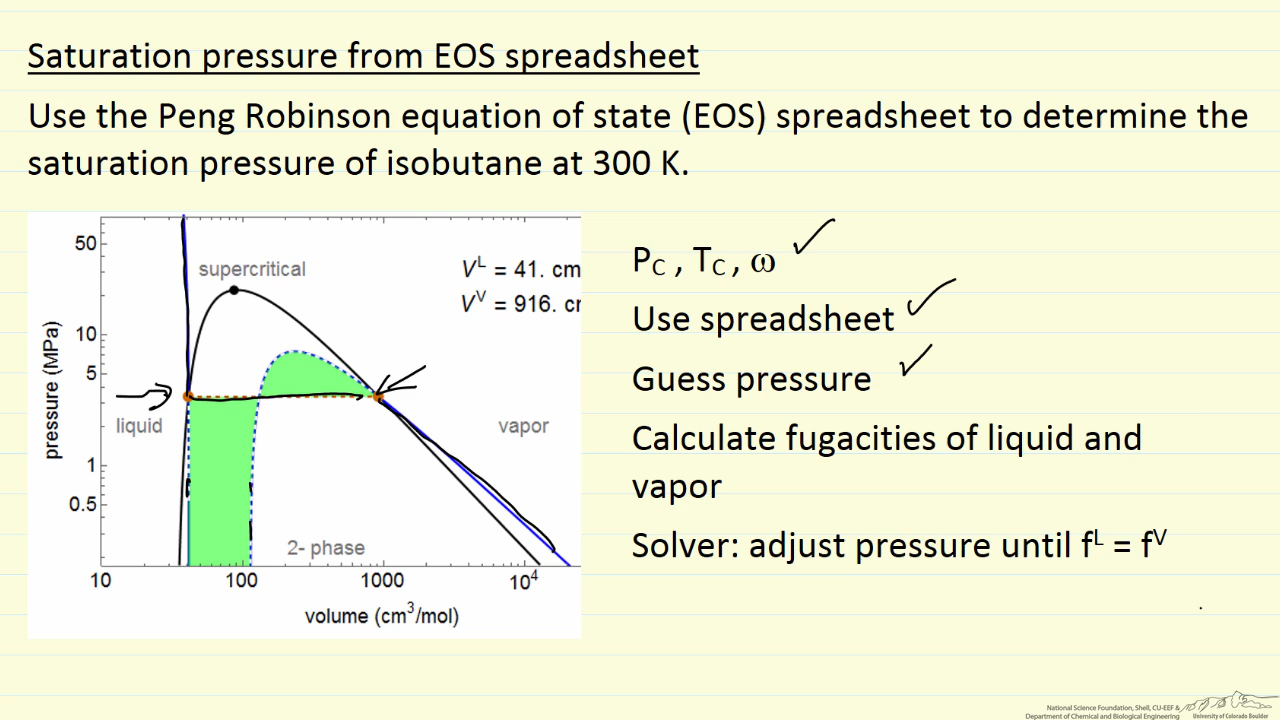 Saturation pressure from EOS spreadsheet
Use the Peng Robinson equation of state (EOS) spreadsheet to determine the
saturation pressure of isobutane at 300 K.
50
10
5
1
0.5
pressure (MPa)
supercritical
V^L = 41. cm
V^V = 916. cr
liquid
vapor
2- phase
10
100
1000
10^4
volume (cm^3/mol)
P_C , T_C , ω
Use spreadsheet
Guess pressure
Calculate fugacities of liquid and
vapor
Solver: adjust pressure until f^L = f^V
National Science Foundation, Shell, CU-EEF &
Department of Chemical and Biological Engineering
University of Colorado Boulder